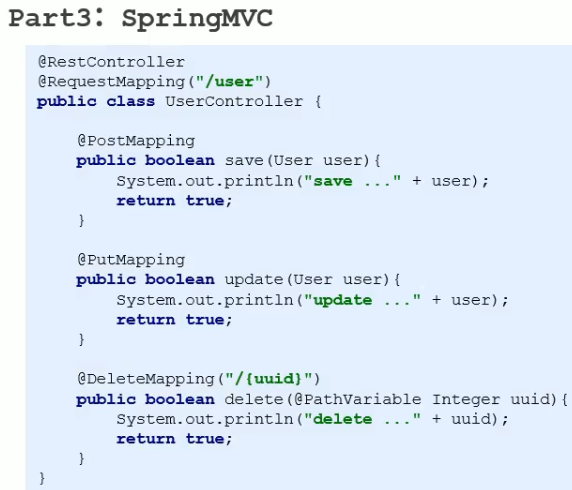 Part3: SpringMVC
@RestController
@RequestMapping("/user")
public class UserController {
@PostMapping
public boolean save(User user){
System.out.println("save ..." + user);
return true;
}
@PutMapping
public boolean update(User user){
System.out.println("update ..." + user);
return true;
}
@DeleteMapping("/{uuid}")
public boolean delete(@PathVariable Integer uuid){
System.out.println("delete ..." + uuid);
return true;
}
}